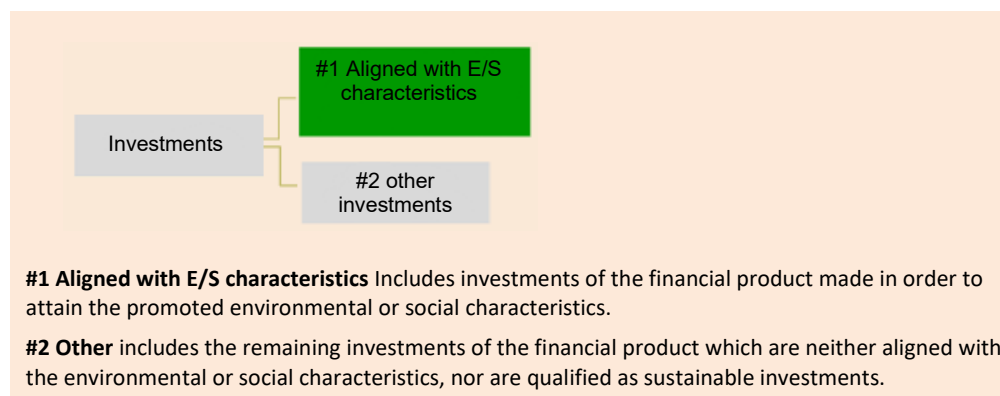 #1 Aligned with E/S
characteristics
Investments
#2 other
investments
#1 Aligned with E/S characteristics Includes investments of the financial product made in order to
attain the promoted environmental or social characteristics.
#2 Other includes the remaining investments of the financial product which are neither aligned with
the environmental or social characteristics, nor are qualified as sustainable investments.